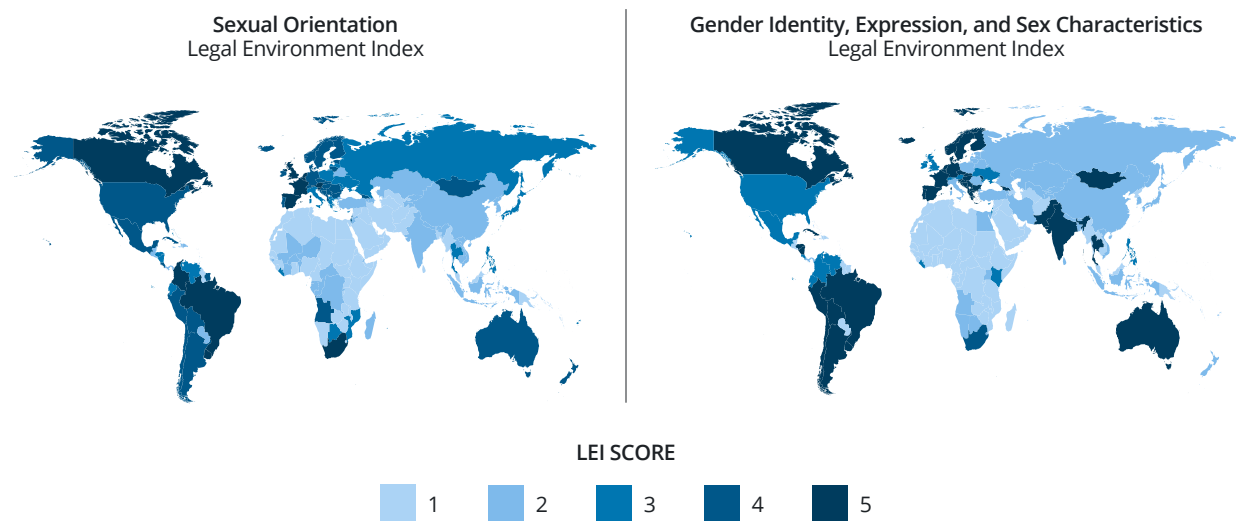 Sexual Orientation
Legal Environment Index
Gender Identity, Expression, and Sex Characteristics
Legal Environment Index
LEI SCORE
1 2 3 4 5